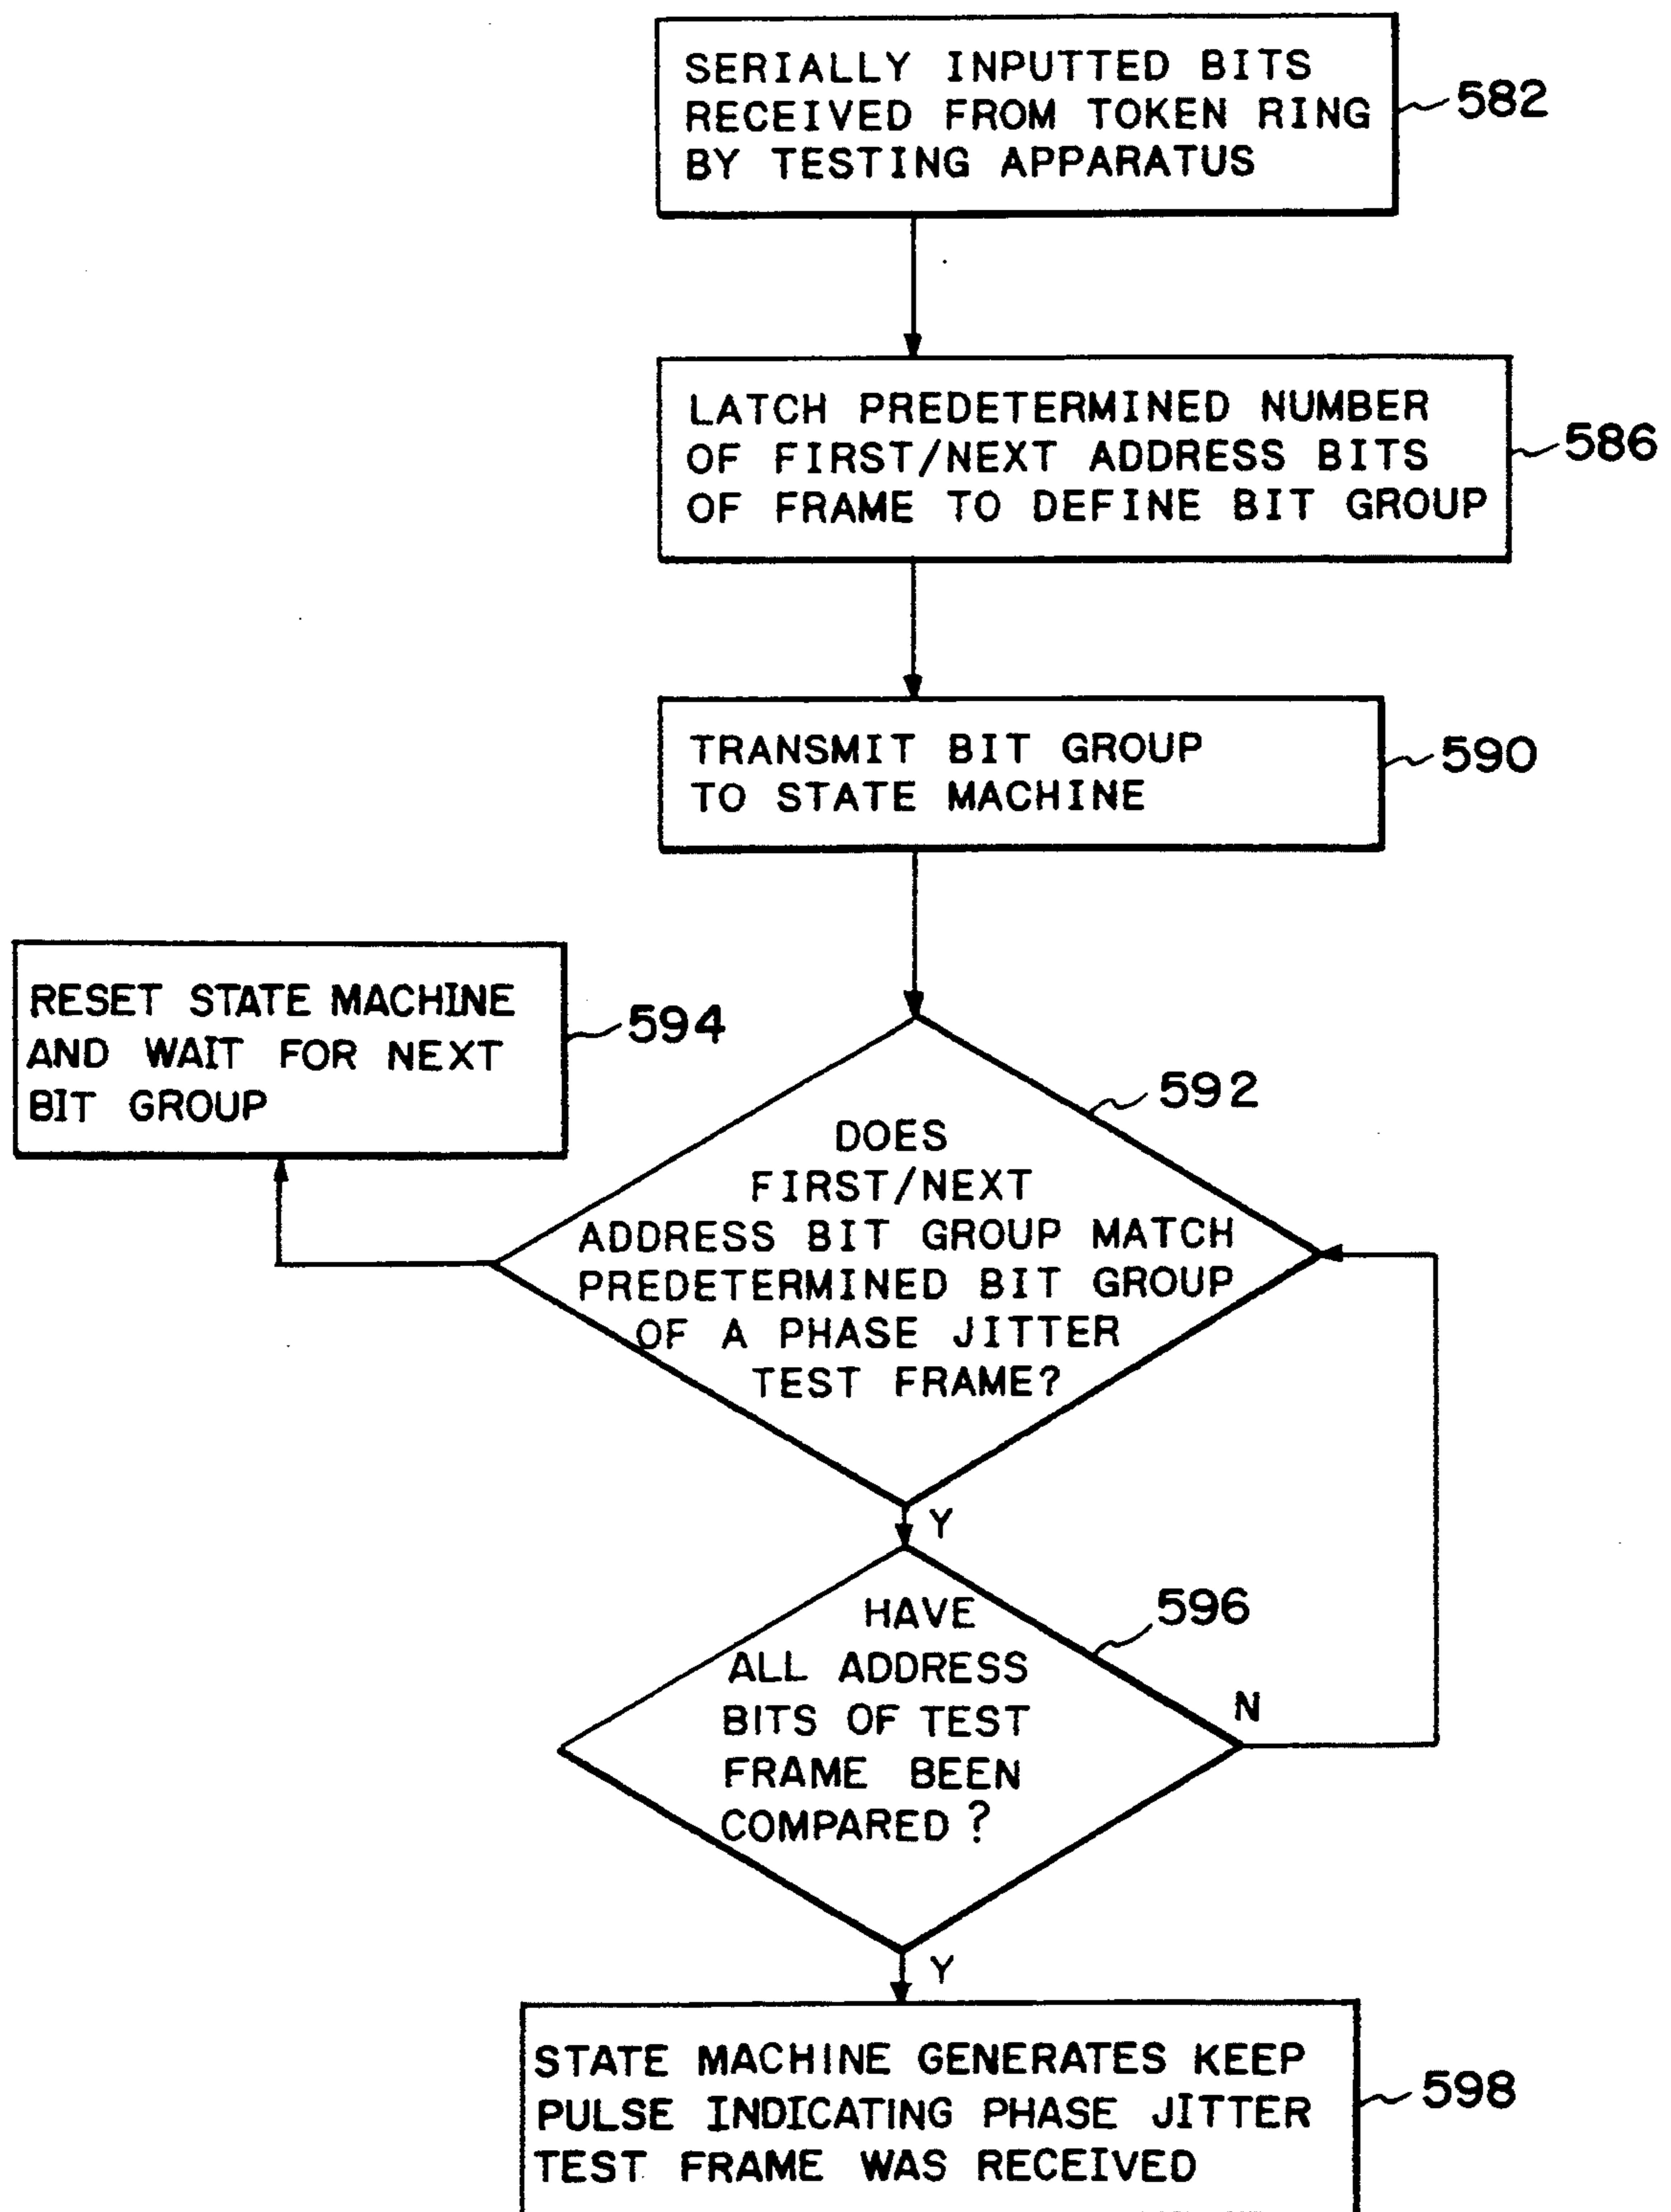 SERIALLY INPUTTED BITS
RECEIVED FROM TOKEN RING
BY TESTING APPARATUS
582
LATCH PREDETERMINED NUMBER
OF FIRST/NEXT ADDRESS BITS
OF FRAME TO DEFINE BIT GROUP
586
TRANSMIT BIT GROUP
TO STATE MACHINE
590
RESET STATE MACHINE
AND WAIT FOR NEXT
BIT GROUP
594
592
DOES
FIRST/NEXT
ADDRESS BIT GROUP MATCH
PREDETERMINED BIT GROUP
OF A PHASE JITTER
TEST FRAME?
Y
596
HAVE
ALL ADDRESS
BITS OF TEST
FRAME BEEN
COMPARED ?
N
Y
STATE MACHINE GENERATES KEEP
PULSE INDICATING PHASE JITTER
TEST FRAME WAS RECEIVED
598